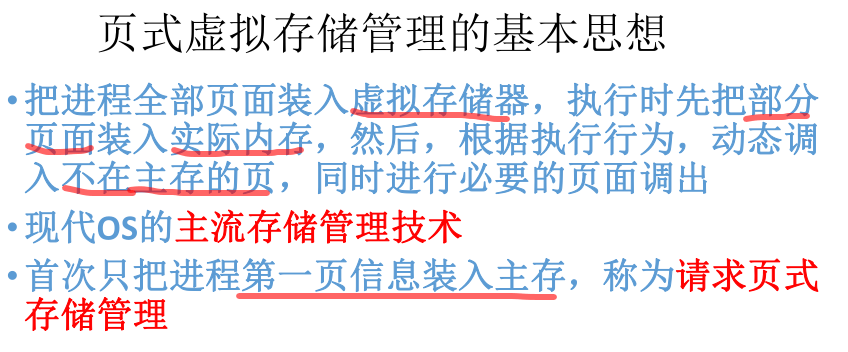 页式虚拟存储管理的基本思想
•把进程全部页面装入虚拟存储器，执行时先把部分
页面装入实际内存，然后，根据执行行为，动态调
入不在主存的页，同时进行必要的页面调出
•现代OS的主流存储管理技术
•首次只把进程第一页信息装入主存，称为请求页式
存储管理